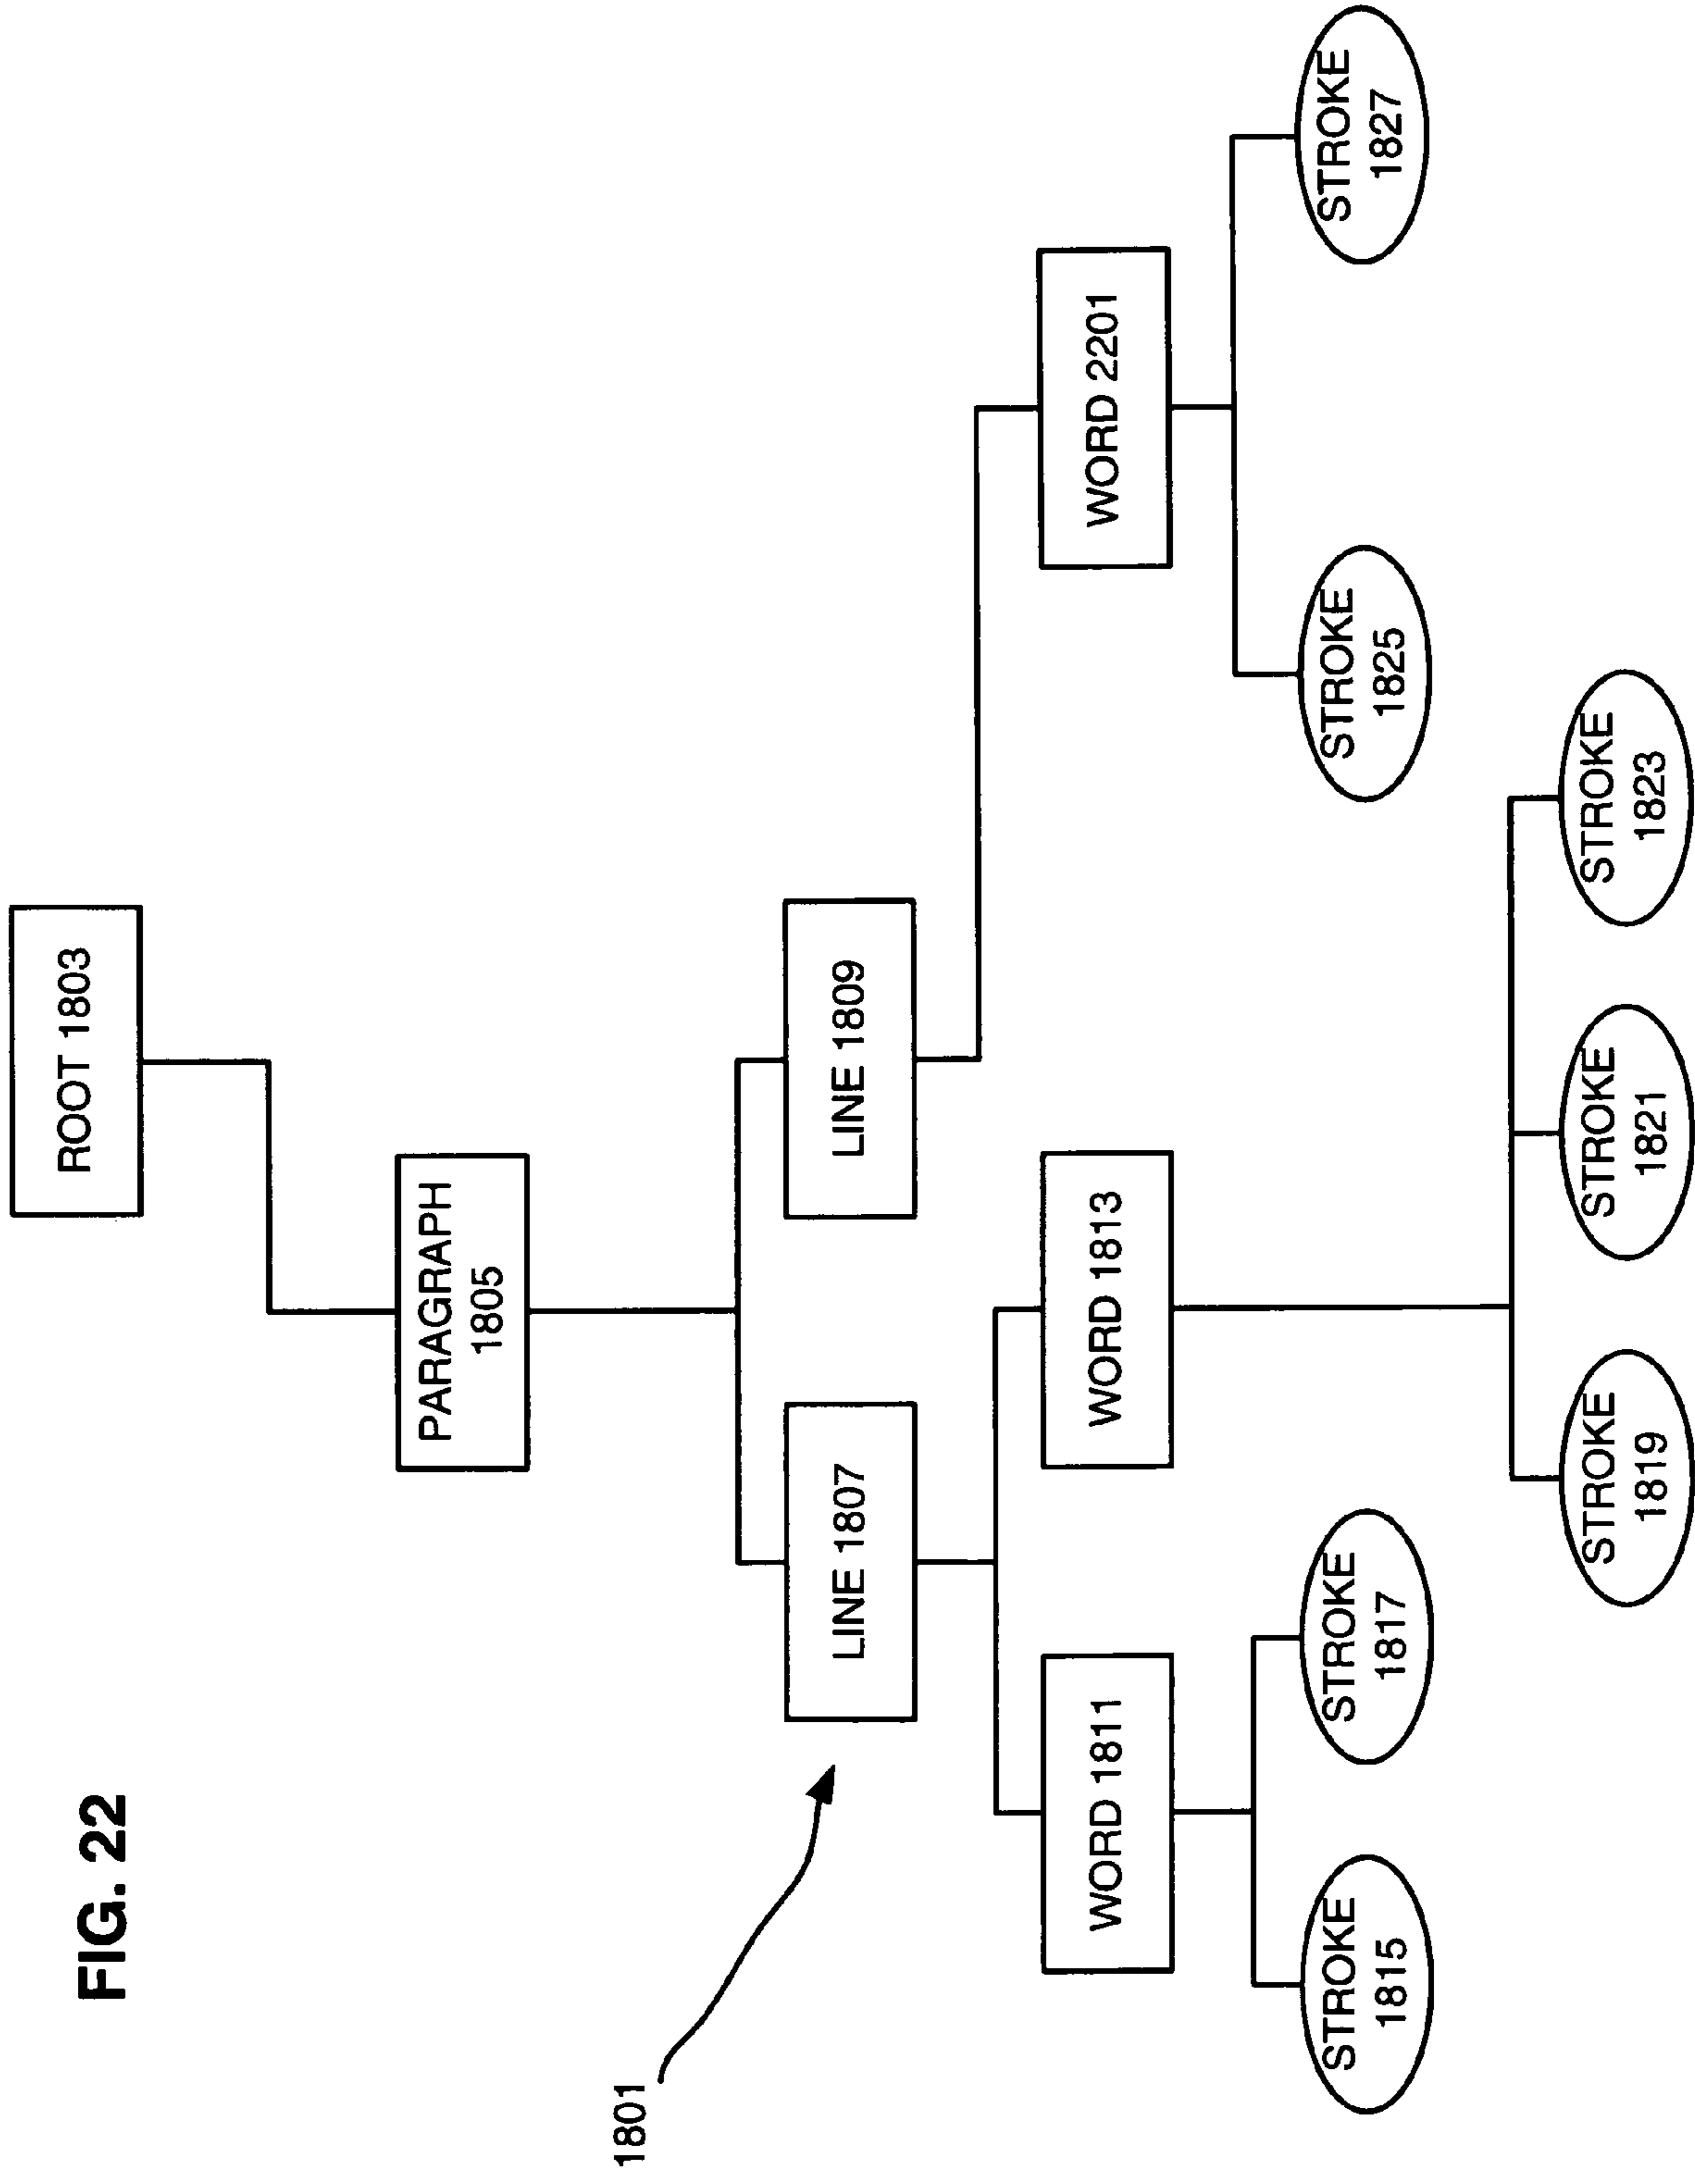 FIG. 22
ROOT 1803
PARAGRAPH
1805
1801
LINE 1807
LINE 1809
WORD 1811
WORD 1813
WORD 2201
STROKE
1815
STROKE
1817
STROKE
1825
STROKE
1827
STROKE
1819
STROKE
1821
STROKE
1823